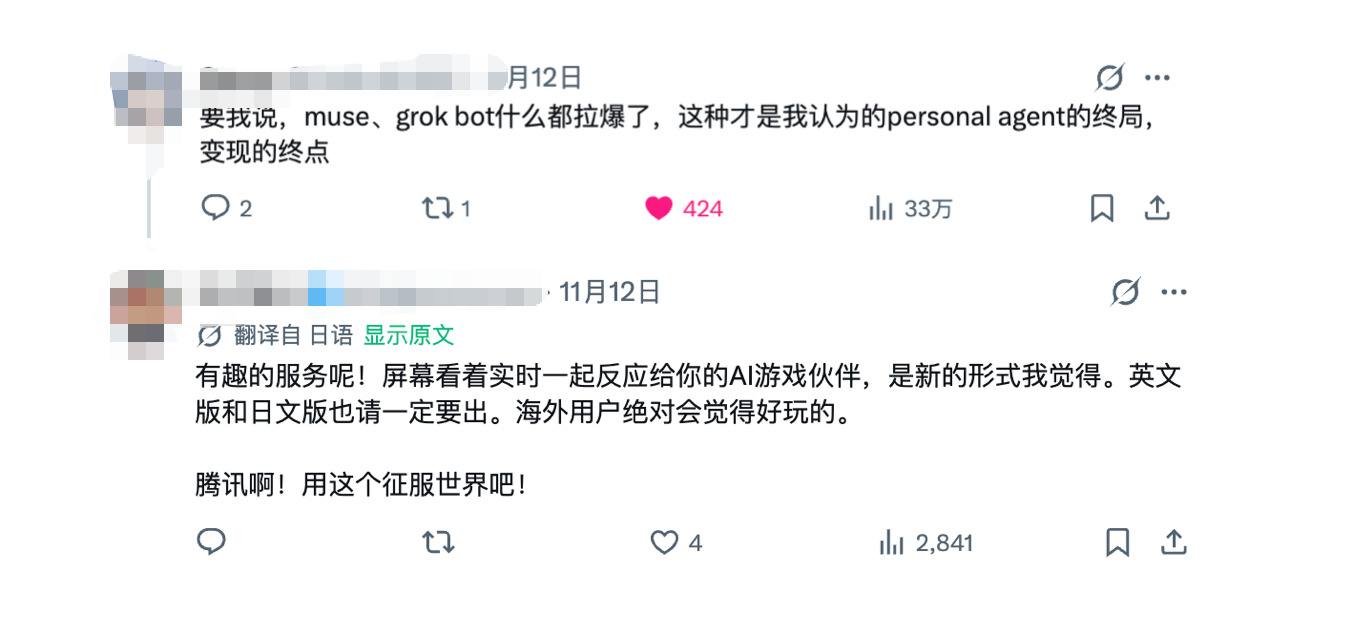 月12日
要我说，muse、grok bot什么都拉爆了，这种才是我认为的personal agent的终局，
变现的终点
2 1 424 33万
· 11月12日
翻译自 日语 显示原文
有趣的服务呢！屏幕看着实时一起反应给你的AI游戏伙伴，是新的形式我觉得。英文
版和日文版也请一定要出。海外用户绝对会觉得好玩的。
腾讯啊！用这个征服世界吧！
4 2,841